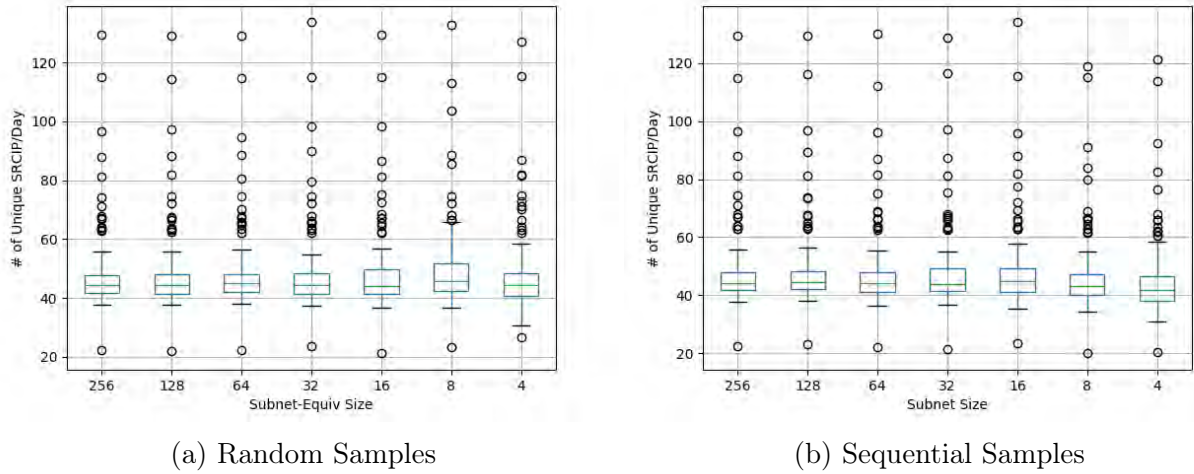 # of Unique SRCIP/Day
120
100
80
60
40
20
256 128 64 32 16 8 4
Subnet-Equiv Size
(a) Random Samples
# of Unique SRCIP/Day
120
100
80
60
40
20
256 128 64 32 16 8 4
Subnet Size
(b) Sequential Samples